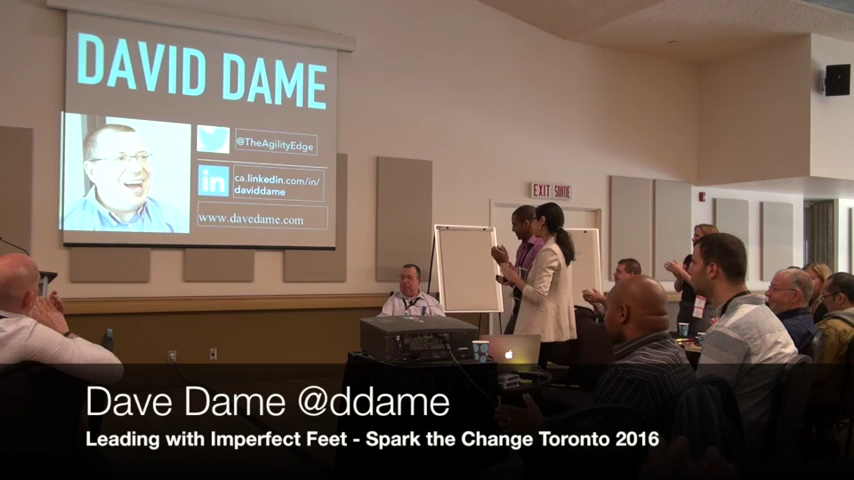 DAVID DAME
@TheAgilityEdge
in
ca.linkedin.com/in/
daviddame
www.davedame.com
EXIT SORTIE
Dave Dame @ddame
Leading with Imperfect Feet - Spark the Change Toronto 2016